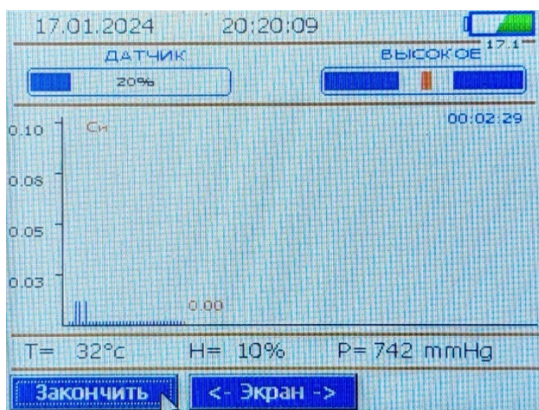 17.01.2024 20:20:09
17.1
ДАТЧИК ВЫСОКОЕ
20%
00:02:29
0.10 Си
0.08
0.05
0.03
0.00
T= 32°c H= 10% P= 742 mmHg
Закончить <- Экран ->